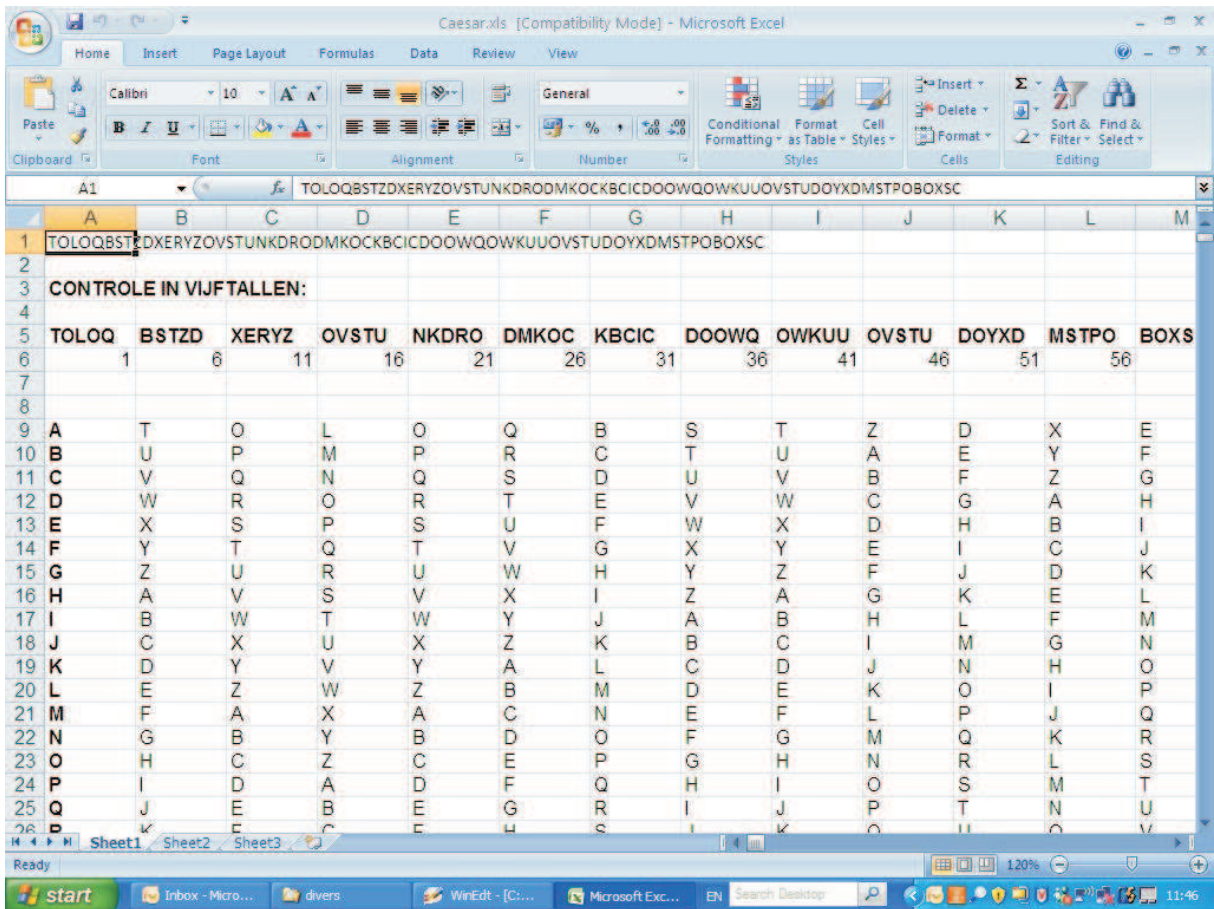 Caesar.xls [Compatibility Mode] - Microsoft Excel
Home Insert Page Layout Formulas Data Review View
Calibri 10 A A General Insert Σ
Paste B I U A % , Conditional Formatting Format as Table Cell Styles Delete Format Sort & Filter Find & Select
Clipboard Font Alignment Number Styles Cells Editing
A1 fx TOLOQBSTZDXERYZOVSTUNKDRODMKOCKBCICDOOWQOWKUUOVSTUDOYXDMSTPOBOXSC
A B C D E F G H I J K L M
1 TOLOQBSTZDXERYZOVSTUNKDRODMKOCKBCICDOOWQOWKUUOVSTUDOYXDMSTPOBOXSC
2
3 CONTROLE IN VIJFTALLEN:
4
5 TOLOQ BSTZD XERYZ OVSTU NKDRO DMKOC KBCIC DOOWQ OWKUU OVSTU DOYXD MSTPO BOXS
6 1 6 11 16 21 26 31 36 41 46 51 56
7
8
9 A T O L O Q B S T Z D X E
10 B U P M P R C T U A E Y F
11 C V Q N Q S D U V B F Z G
12 D W R O R T E V W C G A H
13 E X S P S U F W X D H B I
14 F Y T Q T V G X Y E I C J
15 G Z U R U W H Y Z F J D K
16 H A V S V X I Z A G K E L
17 I B W T W Y J A B H L F M
18 J C X U X Z K B C I M G N
19 K D Y V Y A L C D J N H O
20 L E Z W Z B M D E K O I P
21 M F A X A C N E F L P J Q
22 N G B Y B D O F G M Q K R
23 O H C Z C E P G H N R L S
24 P I D A D F Q H I O S M T
25 Q J E B E G R I J P T N U
26 R K F C F H S J K Q U O V
Sheet1 Sheet2 Sheet3
Ready 120%
start Inbox - Micro... divers WinEdt - [C:... Microsoft Exc... EN Search Desktop 11:46